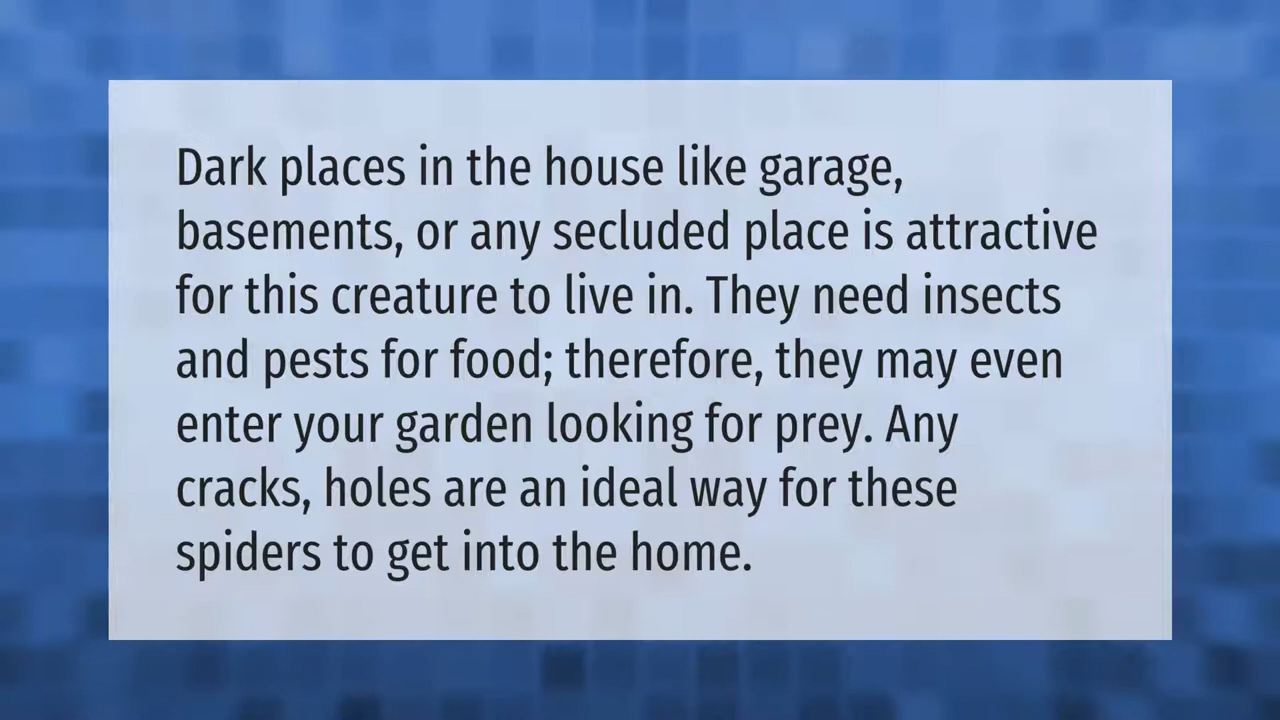 Dark places in the house like garage,
basements, or any secluded place is attractive
for this creature to live in. They need insects
and pests for food; therefore, they may even
enter your garden looking for prey. Any
cracks, holes are an ideal way for these
spiders to get into the home.